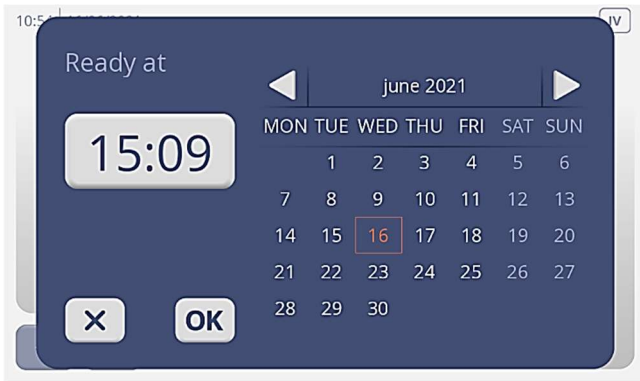 IV
Ready at
15:09
june 2021
MON TUE WED THU FRI SAT SUN
1 2 3 4 5 6
7 8 9 10 11 12 13
14 15 16 17 18 19 20
21 22 23 24 25 26 27
28 29 30
OK